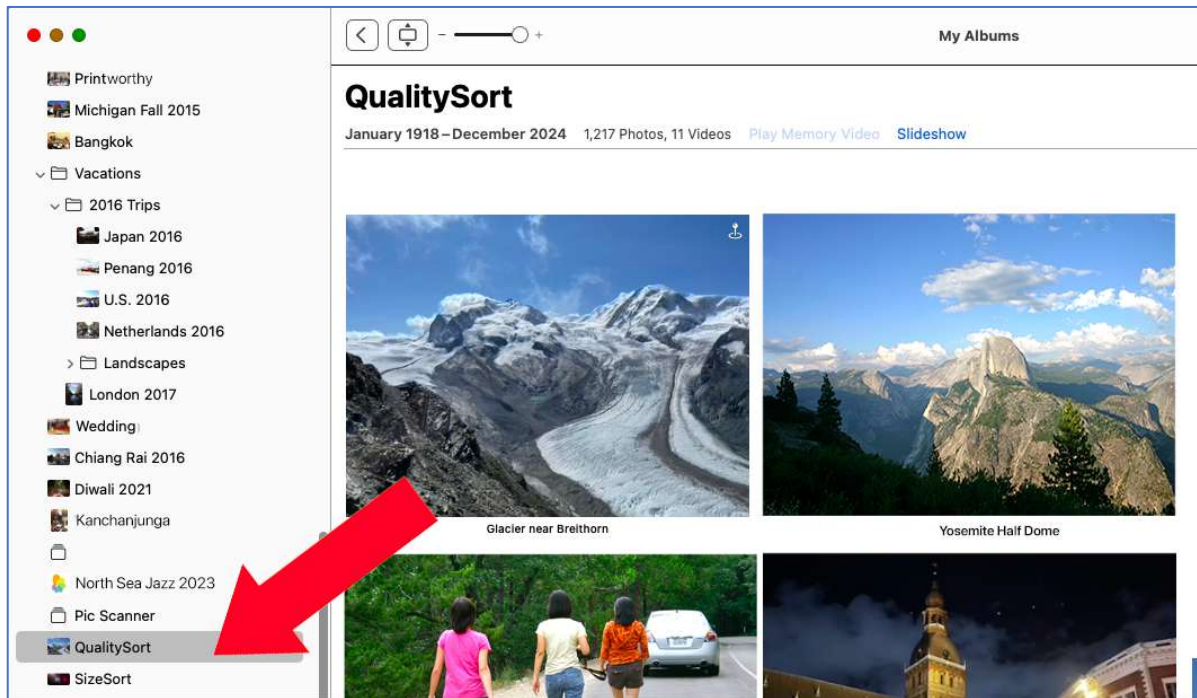 My Albums
Printworthy
Michigan Fall 2015
Bangkok
Vacations
2016 Trips
Japan 2016
Penang 2016
U.S. 2016
Netherlands 2016
Landscapes
London 2017
Wedding
Chiang Rai 2016
Diwali 2021
Kanchanjunga
North Sea Jazz 2023
Pic Scanner
QualitySort
SizeSort
QualitySort
January 1918 – December 2024 1,217 Photos, 11 Videos Play Memory Video Slideshow
Glacier near Breithorn
Yosemite Half Dome